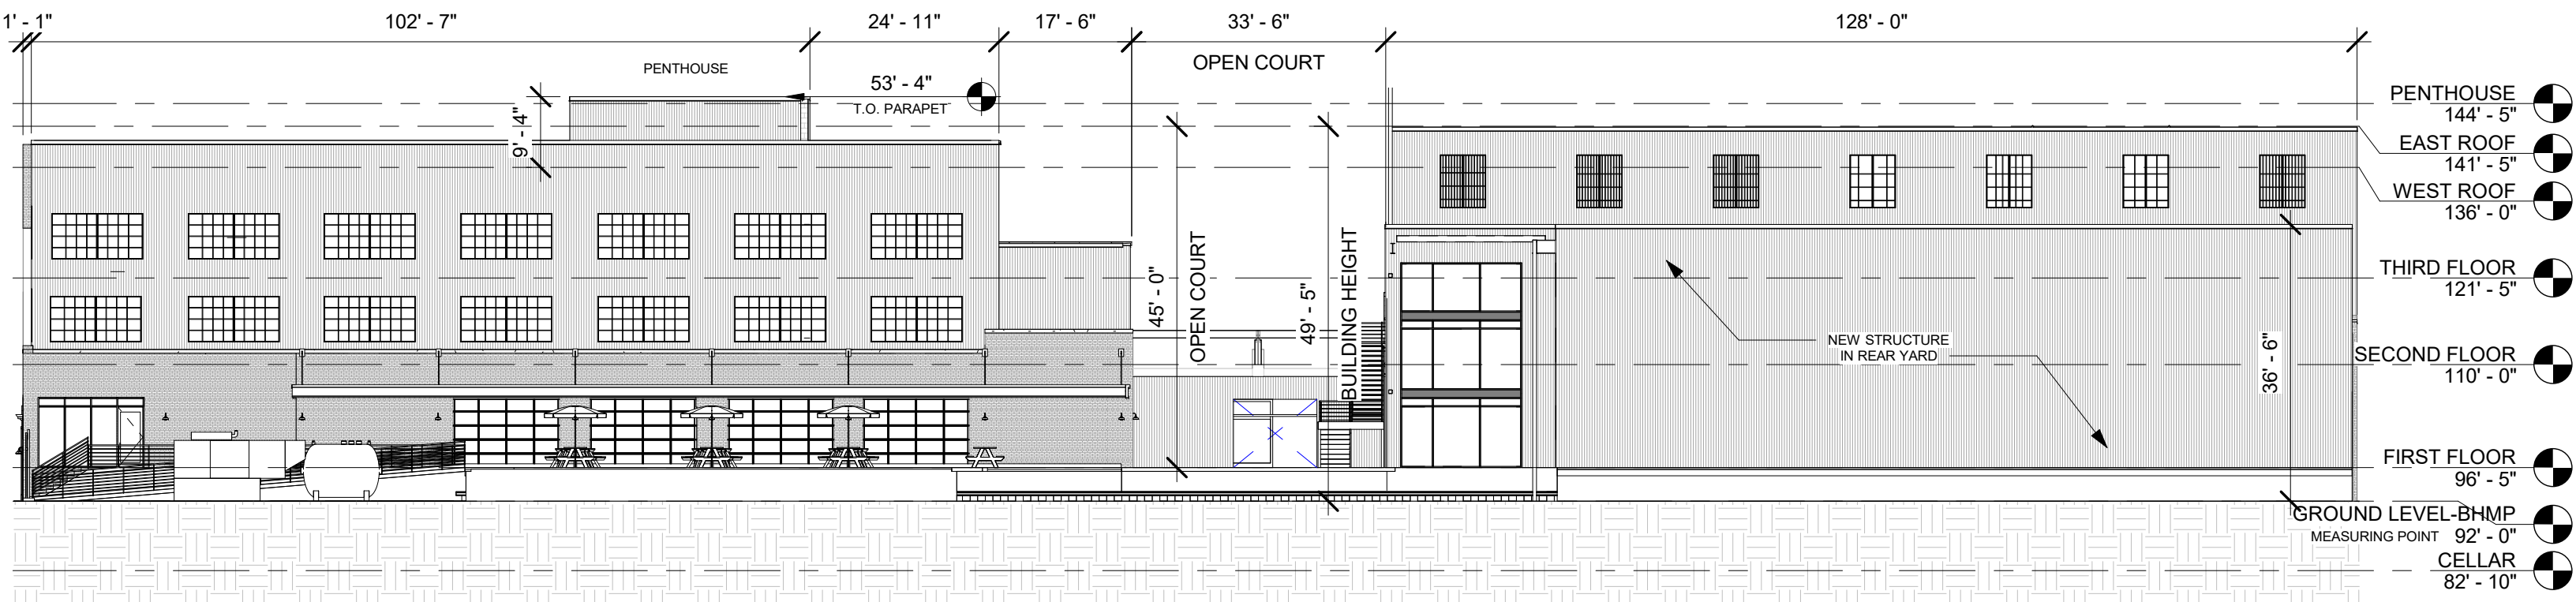 1' - 1"
102' - 7"
24' - 11"
17' - 6"
33' - 6"
128' - 0"
OPEN COURT
PENTHOUSE
53' - 4"
T.O. PARAPET
9' - 4"
45' - 0"
OPEN COURT
49' - 5"
BUILDING HEIGHT
NEW STRUCTURE
IN REAR YARD
36' - 6"
PENTHOUSE
144' - 5"
EAST ROOF
141' - 5"
WEST ROOF
136' - 0"
THIRD FLOOR
121' - 5"
SECOND FLOOR
110' - 0"
FIRST FLOOR
96' - 5"
GROUND LEVEL-BHMP
MEASURING POINT 92' - 0"
CELLAR
82' - 10"